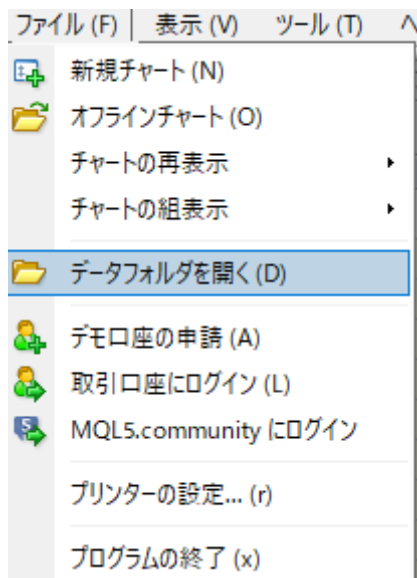 ファイル (F) 表示 (V) ツール (T) ヘ
新規チャート (N)
オフラインチャート (O)
チャートの再表示
チャートの組表示
データフォルダを開く (D)
デモ口座の申請 (A)
取引口座にログイン (L)
MQL5.community にログイン
プリンターの設定... (r)
プログラムの終了 (x)